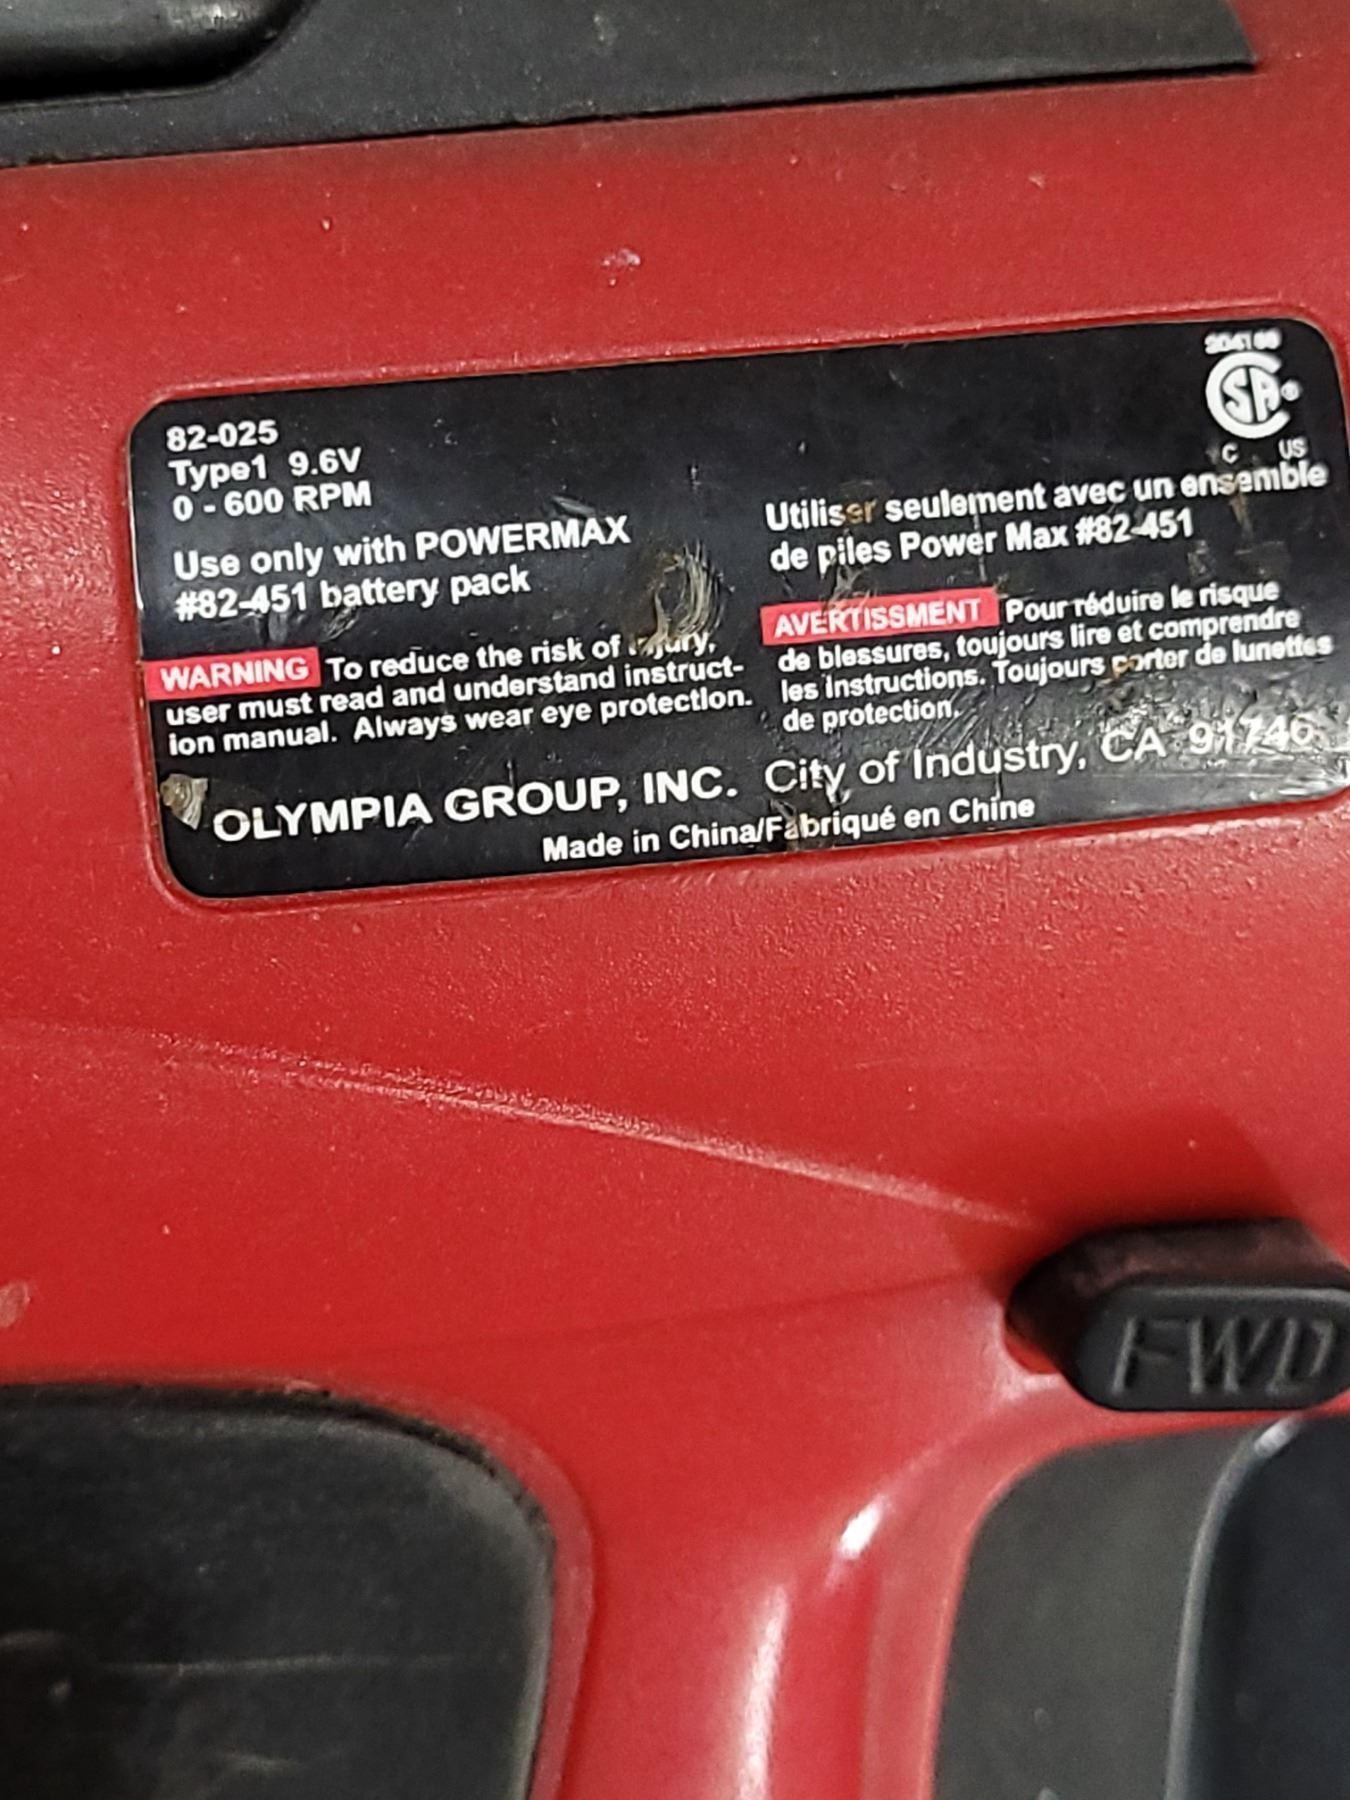 82-025
Type1 9.6V
0 - 600 RPM
Use only with POWERMAX
#82-451 battery pack
WARNING To reduce the risk of
user must read and understand instruct-
ion manual. Always wear eye protection.
SA®
C US
Utiliser seulement avec un ensemble
de piles Power Max #82-451
AVERTISSMENT Pour réduire le risque
de blessures, toujours lire et comprendre
les instructions. Toujours porter de lunettes
de protection.
OLYMPIA GROUP, INC. City of Industry, CA 91746
Made in China/Fabriqué en Chine
FWD